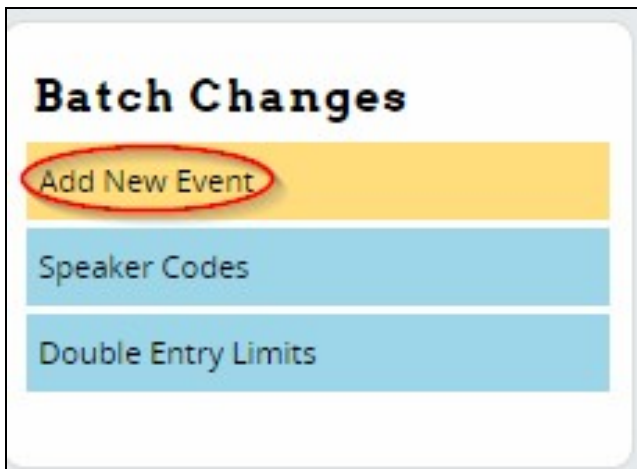 Batch Changes
Add New Event
Speaker Codes
Double Entry Limits